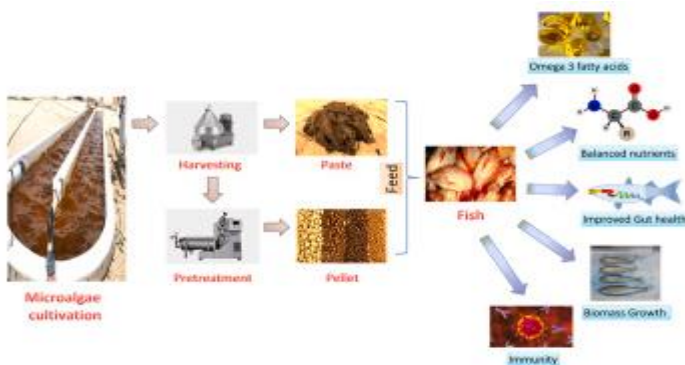 Omega 3 fatty acids
Harvesting
Paste
Balanced nutrients
Feed
Fish
Improved Gut health
Pretreatment
Pellet
Microalgae
cultivation
Biomass Growth
Immunity